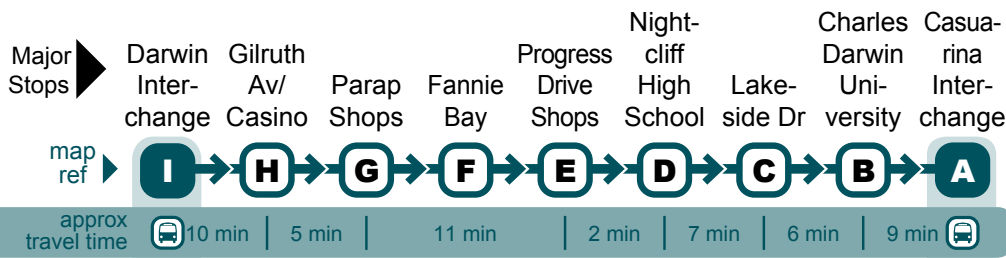 Major Stops
Darwin Inter- change
Gilruth Av/ Casino
Parap Shops
Fannie Bay
Progress Drive Shops
Night- cliff High School
Lake- side Dr
Charles Darwin Uni- versity
Casua- rina Inter- change
map ref
I H G F E D C B A
approx travel time
10 min 5 min 11 min 2 min 7 min 6 min 9 min